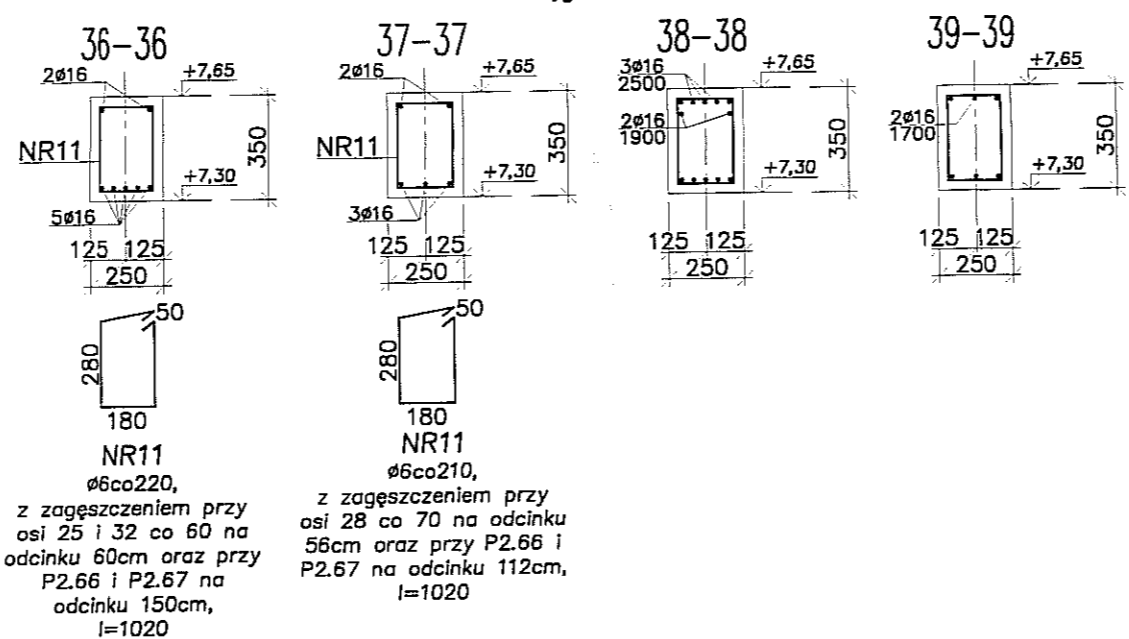 36-36
2ø16
+7,65
NR11
350
+7,30
5ø16
125 125
250
50
280
180
NR11
ø6co220,
z zagęszczeniem przy
osi 25 i 32 co 60 na
odcinku 60cm oraz przy
P2.66 i P2.67 na
odcinku 150cm,
l=1020
37-37
2ø16
+7,65
NR11
350
+7,30
3ø16
125 125
250
50
280
180
NR11
ø6co210,
z zagęszczeniem przy
osi 28 co 70 na odcinku
56cm oraz przy P2.66 i
P2.67 na odcinku 112cm,
l=1020
38-38
3ø16
2500
+7,65
2ø16
1900
350
+7,30
125 125
250
39-39
+7,65
2ø16
1700
350
+7,30
125 125
250